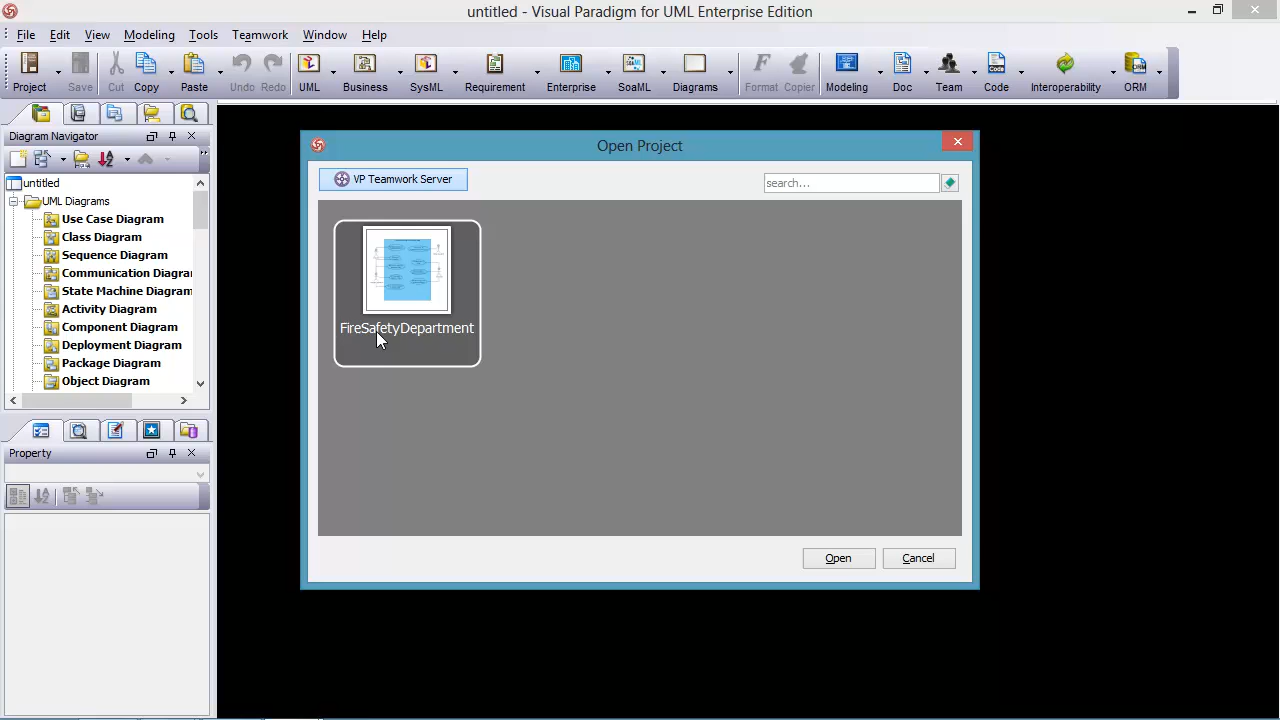 untitled - Visual Paradigm for UML Enterprise Edition
File Edit View Modeling Tools Teamwork Window Help
Project Save Cut Copy Paste Undo Redo UML Business SysML Requirement Enterprise SoaML Diagrams Format Copier Modeling Doc Team Code Interoperability ORM
Diagram Navigator
untitled
UML Diagrams
Use Case Diagram
Class Diagram
Sequence Diagram
Communication Diagram
State Machine Diagram
Activity Diagram
Component Diagram
Deployment Diagram
Package Diagram
Object Diagram
Property
Open Project
VP Teamwork Server
search...
FireSafetyDepartment
Open Cancel